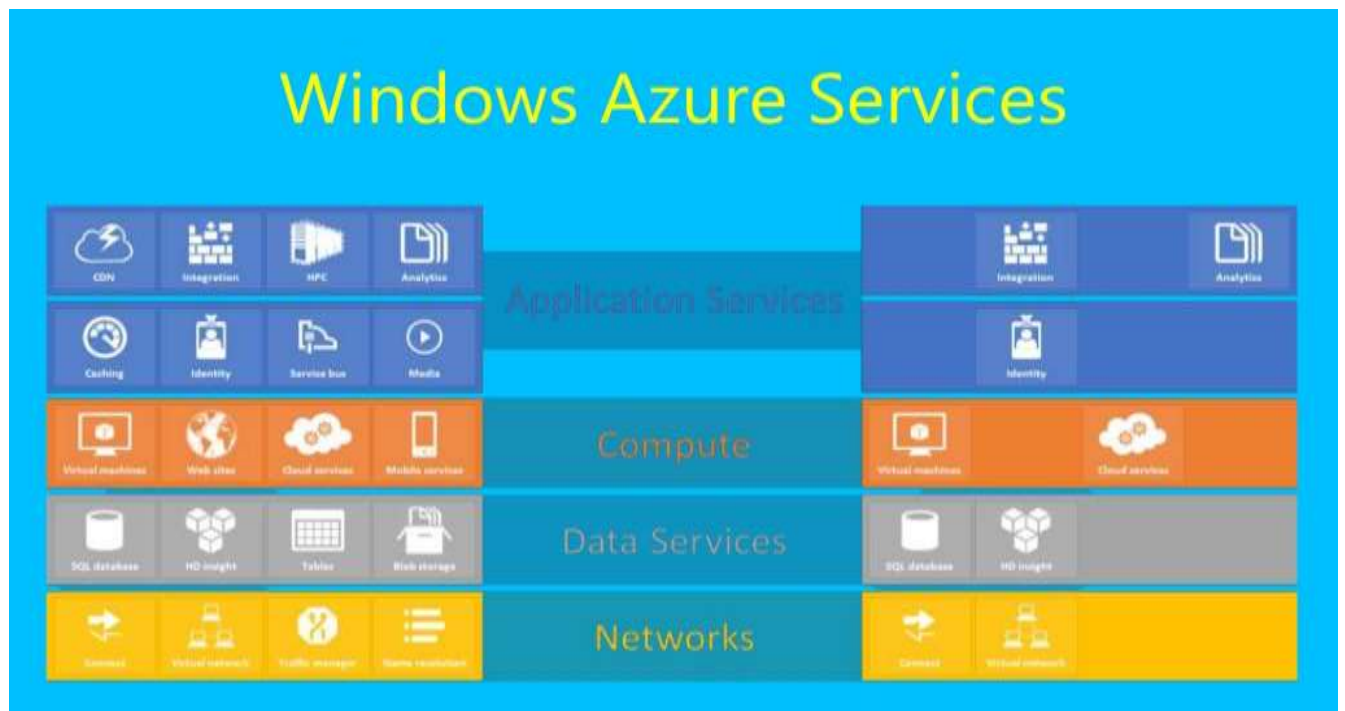 Windows Azure Services
CDN Integration HPC Analytics
Integration Analytics
Application Services
Caching Identity Service bus Media
Identity
Virtual machines Web sites Cloud services Mobile services
Compute
Virtual machines Cloud services
SQL database HD insight Tables Blob storage
Data Services
SQL database HD insight
Connect Virtual network Traffic manager Name resolution
Networks
Connect Virtual network